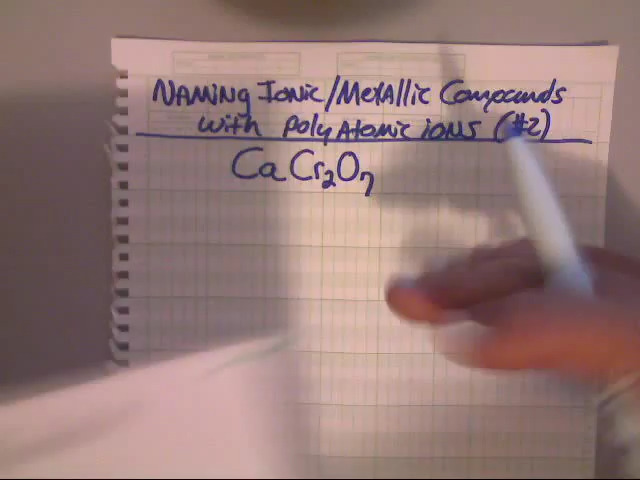 NAMING IONIC/METALLIC COMPOUNDS
WITH POLYATOMIC IONS (#2)
CaCr₂O₇